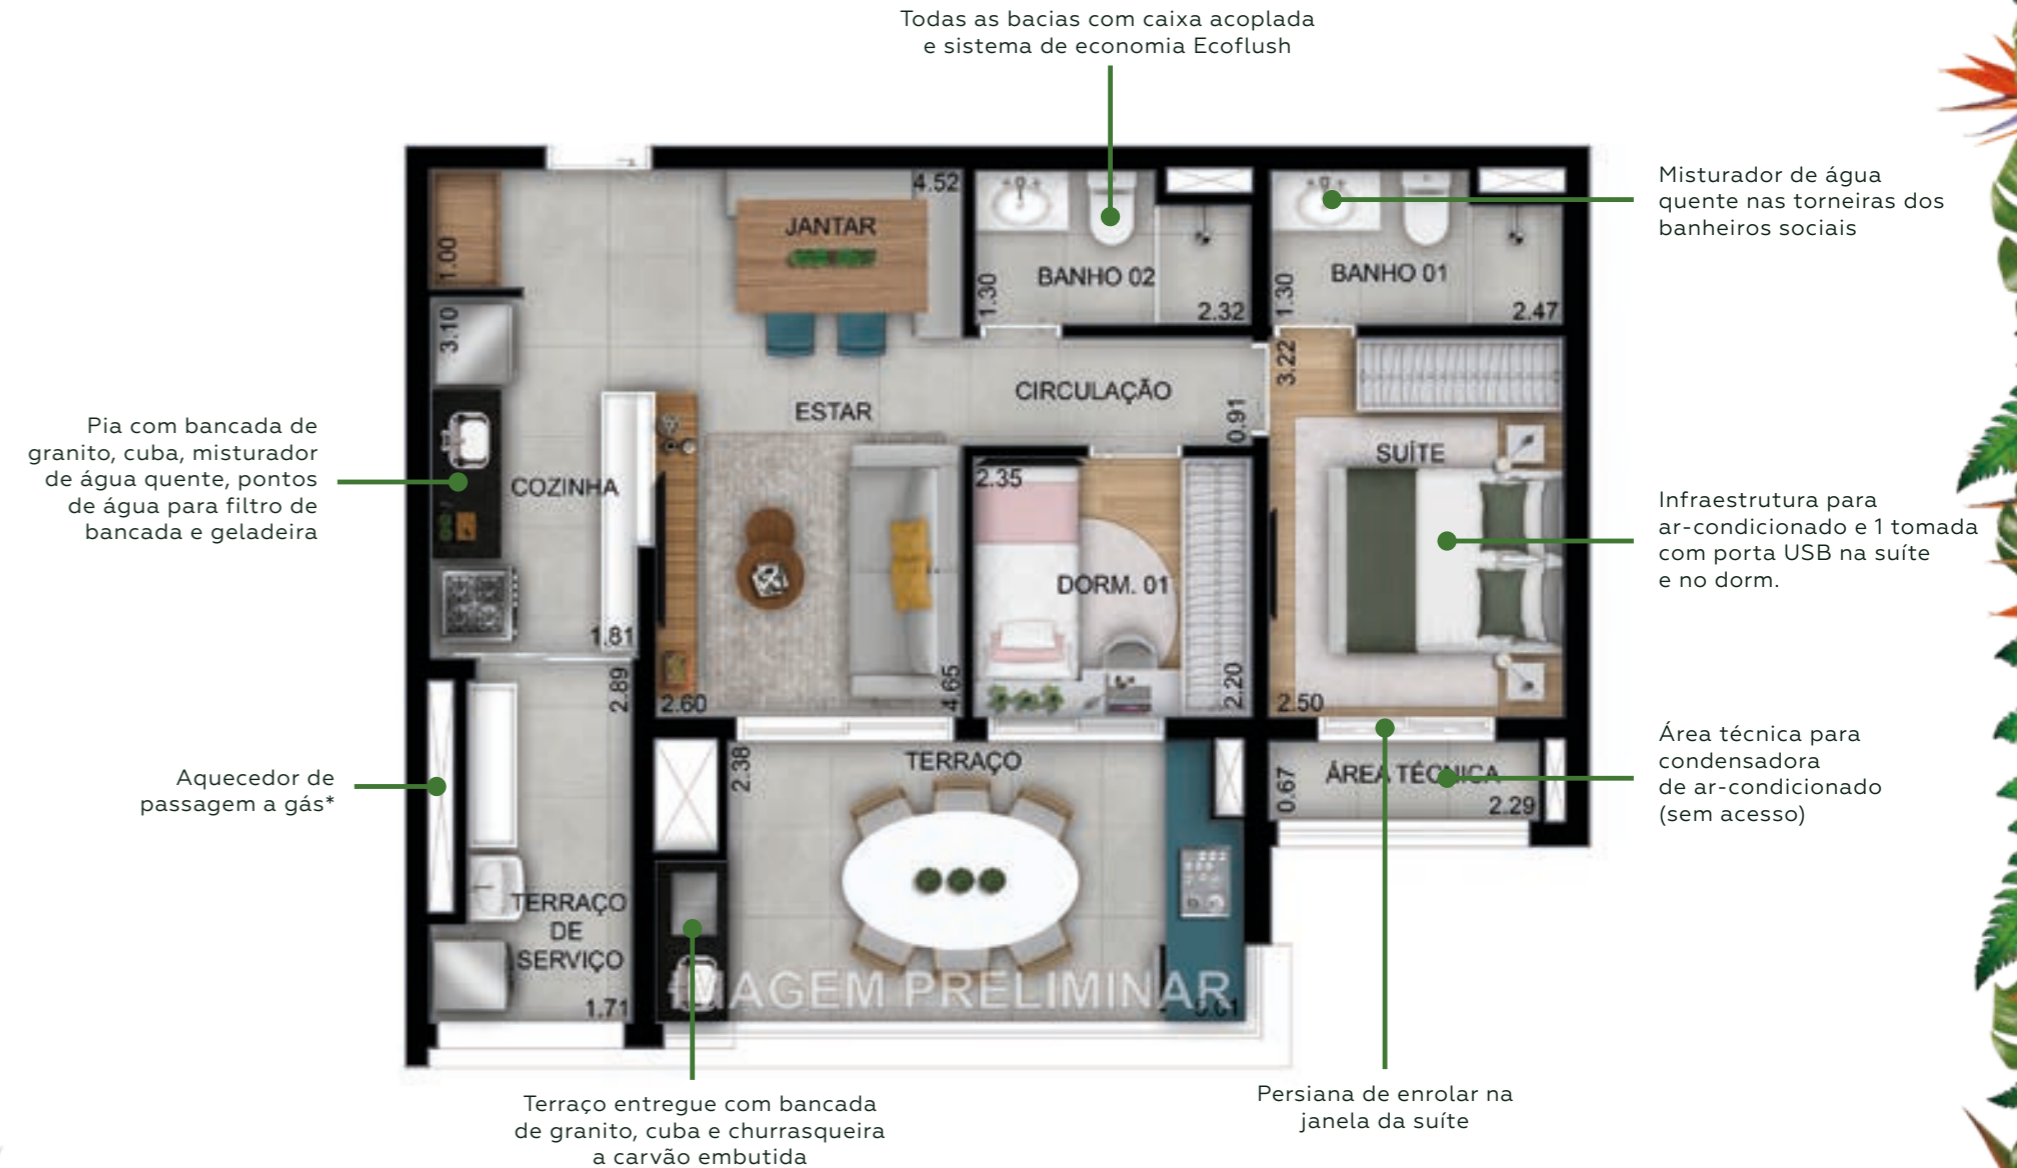 Todas as bacias com caixa acoplada
e sistema de economia Ecoflush
Misturador de água
quente nas torneiras dos
banheiros sociais
Pia com bancada de
granito, cuba, misturador
de água quente, pontos
de água para filtro de
bancada e geladeira
Infraestrutura para
ar-condicionado e 1 tomada
com porta USB na suíte
e no dorm.
Aquecedor de
passagem a gás*
Área técnica para
condensadora
de ar-condicionado
(sem acesso)
Terraço entregue com bancada
de granito, cuba e churrasqueira
a carvão embutida
Persiana de enrolar na
janela da suíte
4.52
JANTAR
1.00
BANHO 02
1.30
2.32
BANHO 01
1.30
2.47
3.10
3.22
CIRCULAÇÃO
0.91
ESTAR
SUÍTE
2.35
COZINHA
DORM. 01
1.81
2.89
2.60
4.65
2.20
2.50
2.38
TERRAÇO
0.67
ÁREA TÉCNICA
2.29
TERRAÇO
DE
SERVIÇO
1.71
IMAGEM PRELIMINAR